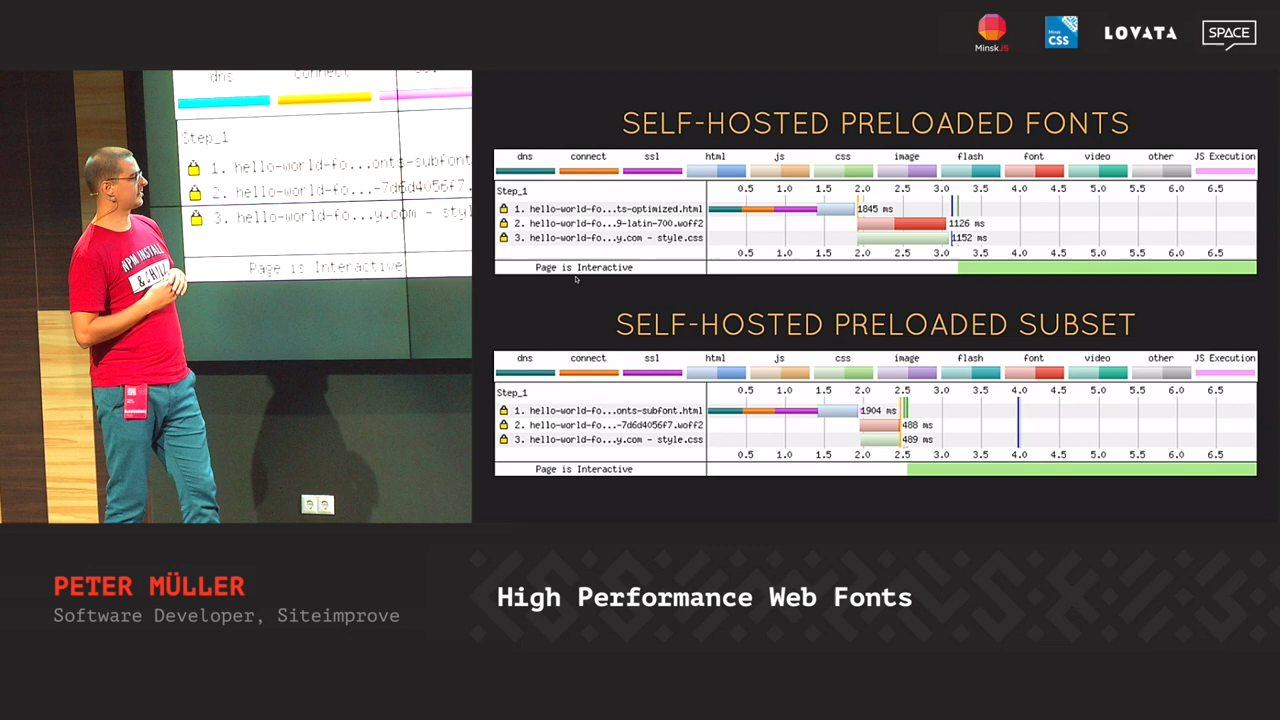 MinskJS
Minsk
CSS
LOVATA
SPACE
dns connect
Step_1
1. hello-world-fo...onts-subfont
2. hello-world-fo...-7d6d4056f7.
3. hello-world-fo...y.com – styl
Page is Interactive
NPM INSTALL
& CHILL
SELF-HOSTED PRELOADED FONTS
dns connect ssl html js css image flash font video other JS Execution
Step_1 0.5 1.0 1.5 2.0 2.5 3.0 3.5 4.0 4.5 5.0 5.5 6.0 6.5
1. hello-world-fo...ts-optimized.html 1845 ms
2. hello-world-fo...9-latin-700.woff2 1126 ms
3. hello-world-fo...y.com – style.css 1152 ms
0.5 1.0 1.5 2.0 2.5 3.0 3.5 4.0 4.5 5.0 5.5 6.0 6.5
Page is Interactive
SELF-HOSTED PRELOADED SUBSET
dns connect ssl html js css image flash font video other JS Execution
Step_1 0.5 1.0 1.5 2.0 2.5 3.0 3.5 4.0 4.5 5.0 5.5 6.0 6.5
1. hello-world-fo...onts-subfont.html 1904 ms
2. hello-world-fo...-7d6d4056f7.woff2 488 ms
3. hello-world-fo...y.com – style.css 489 ms
0.5 1.0 1.5 2.0 2.5 3.0 3.5 4.0 4.5 5.0 5.5 6.0 6.5
Page is Interactive
PETER MÜLLER
Software Developer, Siteimprove
High Performance Web Fonts